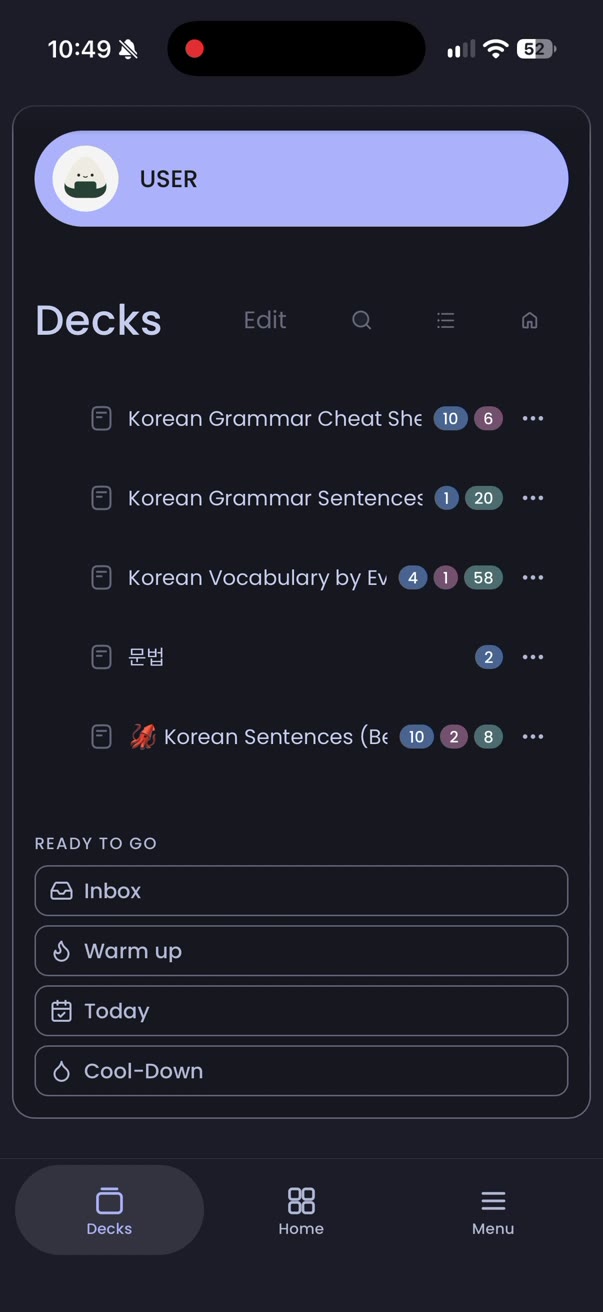 10:49
52
USER
Decks Edit
Korean Grammar Cheat She 10 6
Korean Grammar Sentences 1 20
Korean Vocabulary by Ev 4 1 58
문법 2
Korean Sentences (Be 10 2 8
READY TO GO
Inbox
Warm up
Today
Cool-Down
Decks Home Menu